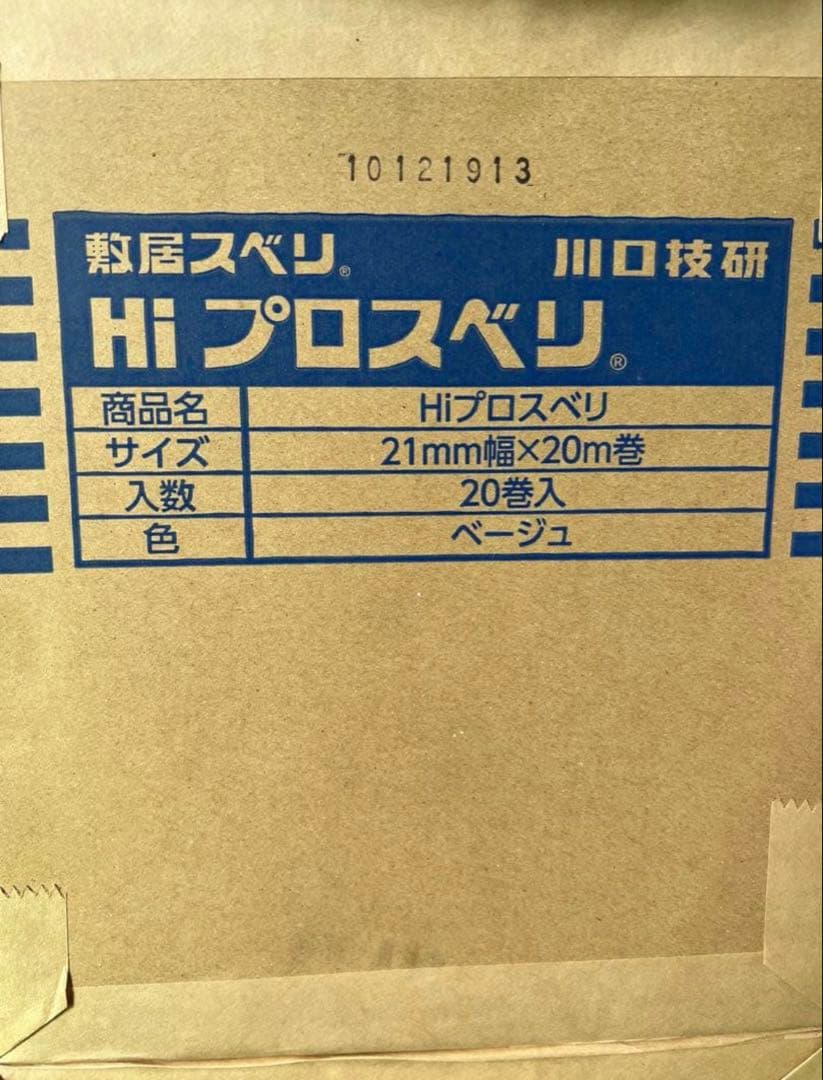 10121913
敷居スベリ® 川口技研
Hi プロスベリ®
商品名 Hiプロスベリ
サイズ 21mm幅×20m巻
入数 20巻入
色 ベージュ